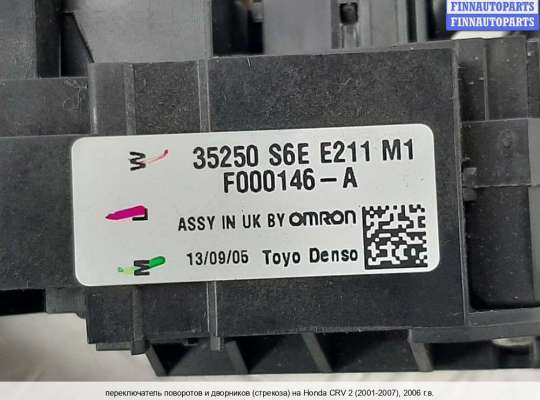 FINNAUTOPARTS
FINNAUTOPARTS
35250 S6E E211 M1
F000146-A
ASSY IN UK BY OMRON
13/09/05 Toyo Denso
W
L
M
переключатель поворотов и дворников (стрекоза) на Honda CRV 2 (2001-2007), 2006 г.в.